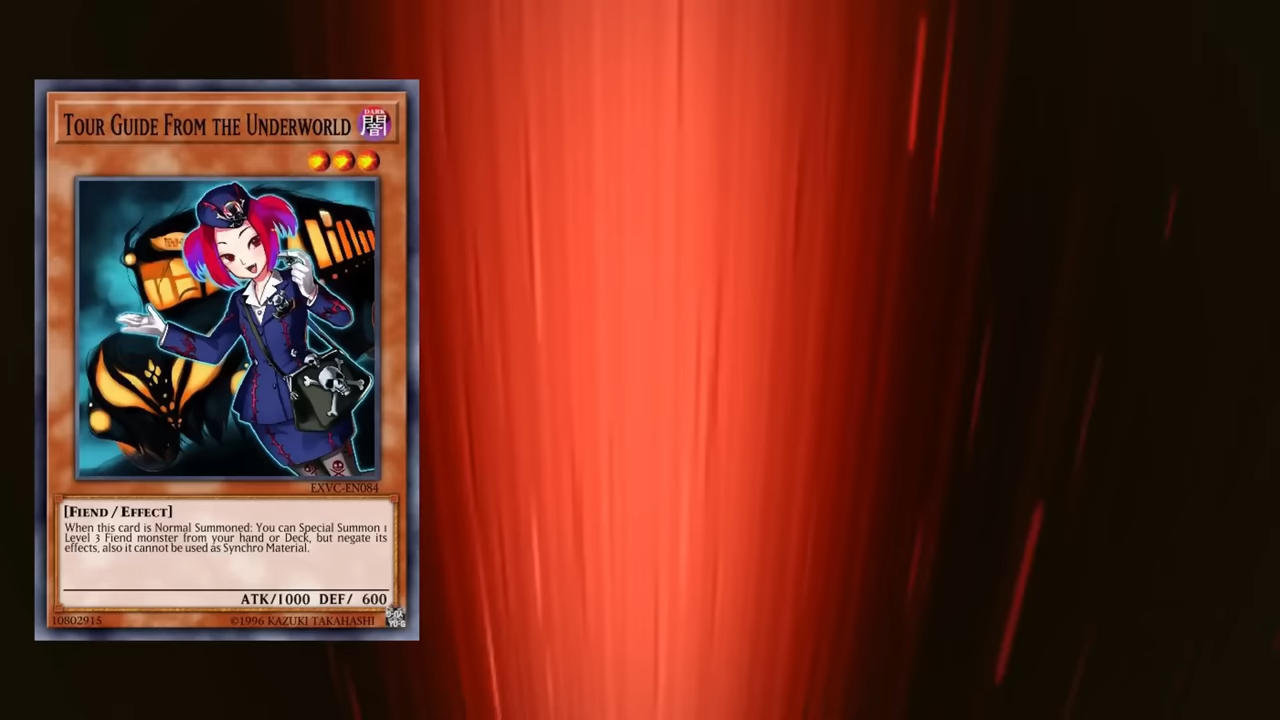 TOUR GUIDE FROM THE UNDERWORLD
DARK
闇
EXVC-EN084
[FIEND / EFFECT]
When this card is Normal Summoned: You can Special Summon 1
Level 3 Fiend monster from your hand or Deck, but negate its
effects, also it cannot be used as Synchro Material.
ATK/1000 DEF/ 600
10802915
©1996 KAZUKI TAKAHASHI